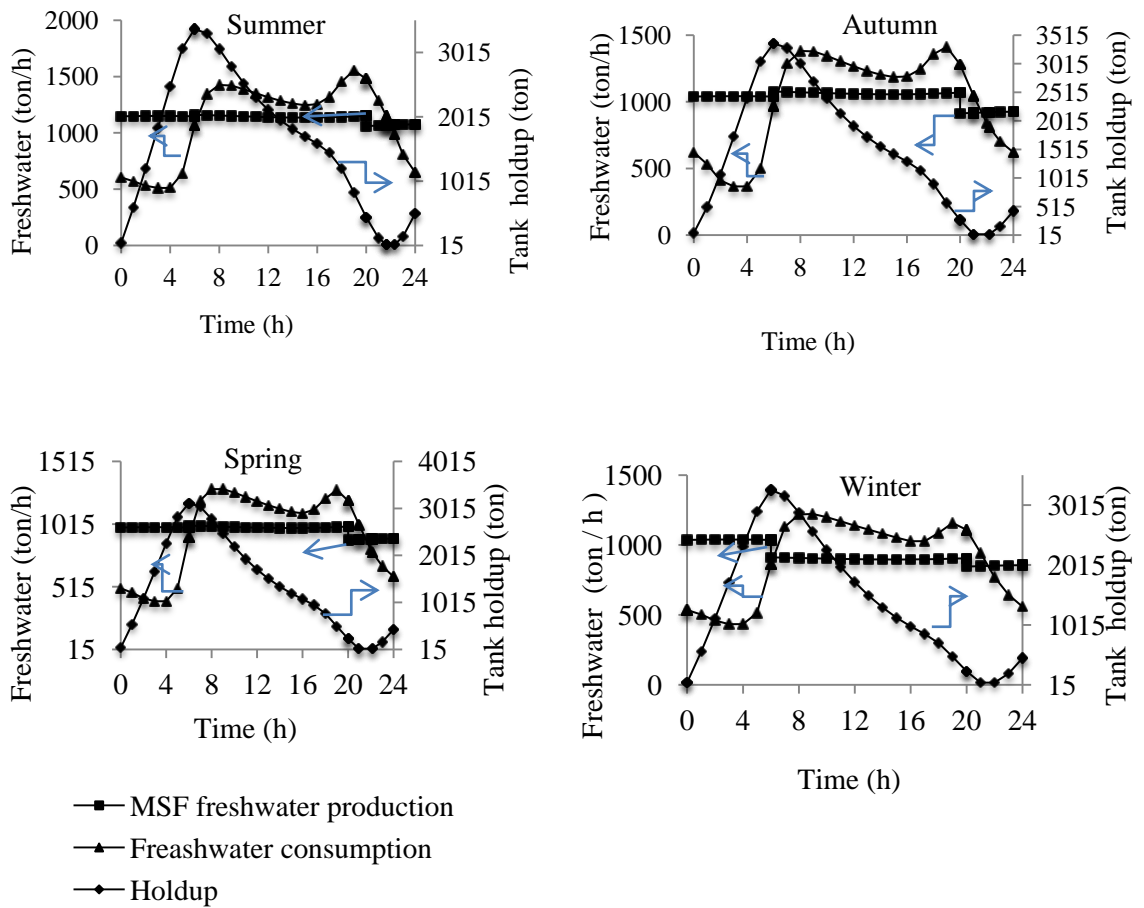 Summer
Freshwater (ton/h)
2000
1500
1000
500
0
3015
2015
1015
15
Tank holdup (ton)
0 4 8 12 16 20 24
Time (h)
Autumn
Freshwater (ton/h)
1500
1000
500
0
3515
3015
2515
2015
1515
1015
515
15
Tank holdup (ton)
0 4 8 12 16 20 24
Time (h)
Spring
Freshwater (ton/h)
1515
1015
515
15
4015
3015
2015
1015
15
Tank holdup (ton)
0 4 8 12 16 20 24
Time (h)
Winter
Freshwater (ton / h)
1500
1000
500
0
3015
2015
1015
15
Tank holdup (ton)
0 4 8 12 16 20 24
Time (h)
MSF freshwater production
Freashwater consumption
Holdup